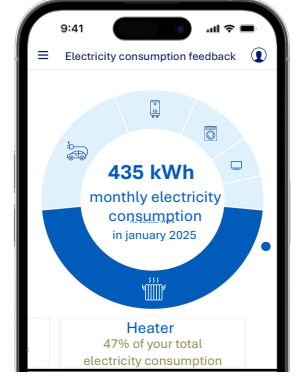 9:41
Electricity consumption feedback
435 kWh
monthly electricity
consumption
in january 2025
Heater
47% of your total
electricity consumption